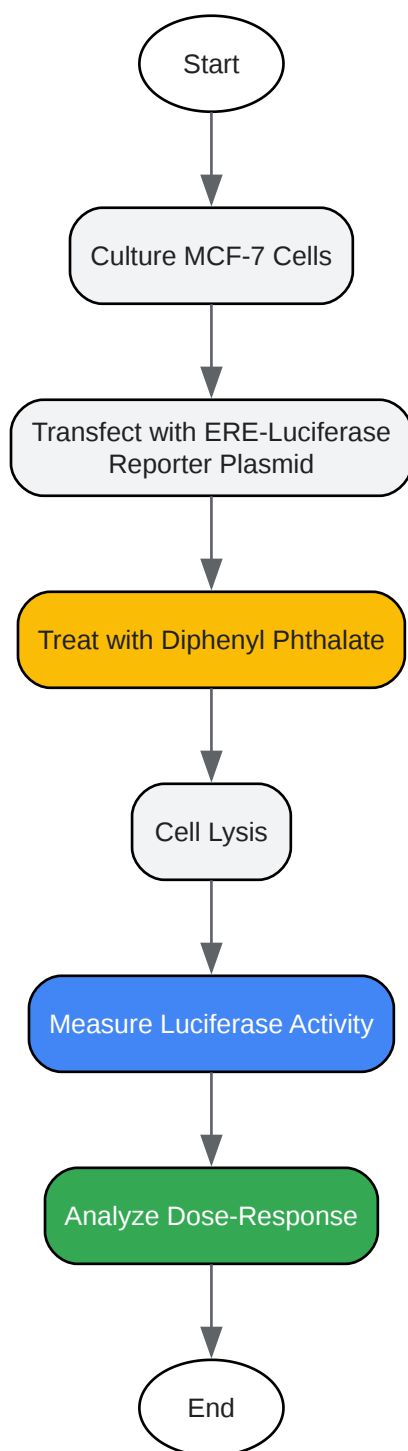 Start
Culture MCF-7 Cells
Transfect with ERE-Luciferase
Reporter Plasmid
Treat with Diphenyl Phthalate
Cell Lysis
Measure Luciferase Activity
Analyze Dose-Response
End